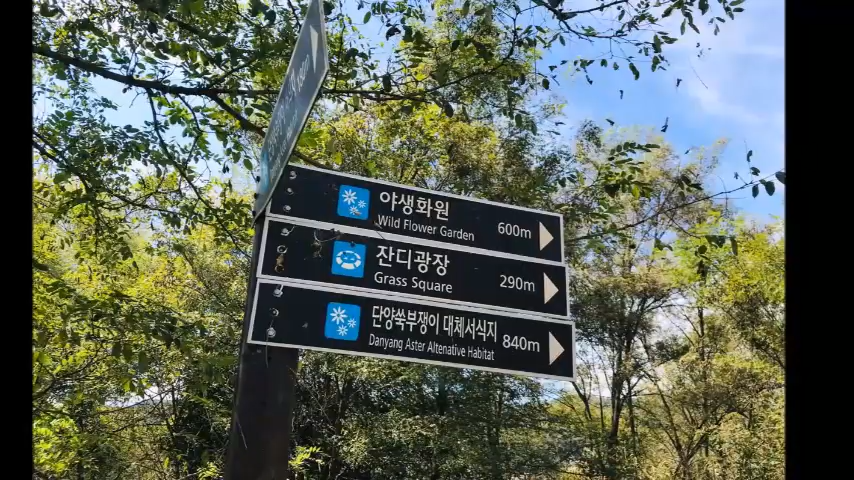 야생화원
Wild Flower Garden
600m
잔디광장
Grass Square
290m
단양쑥부쟁이 대체서식지
Danyang Aster Altenative Habitat
840m